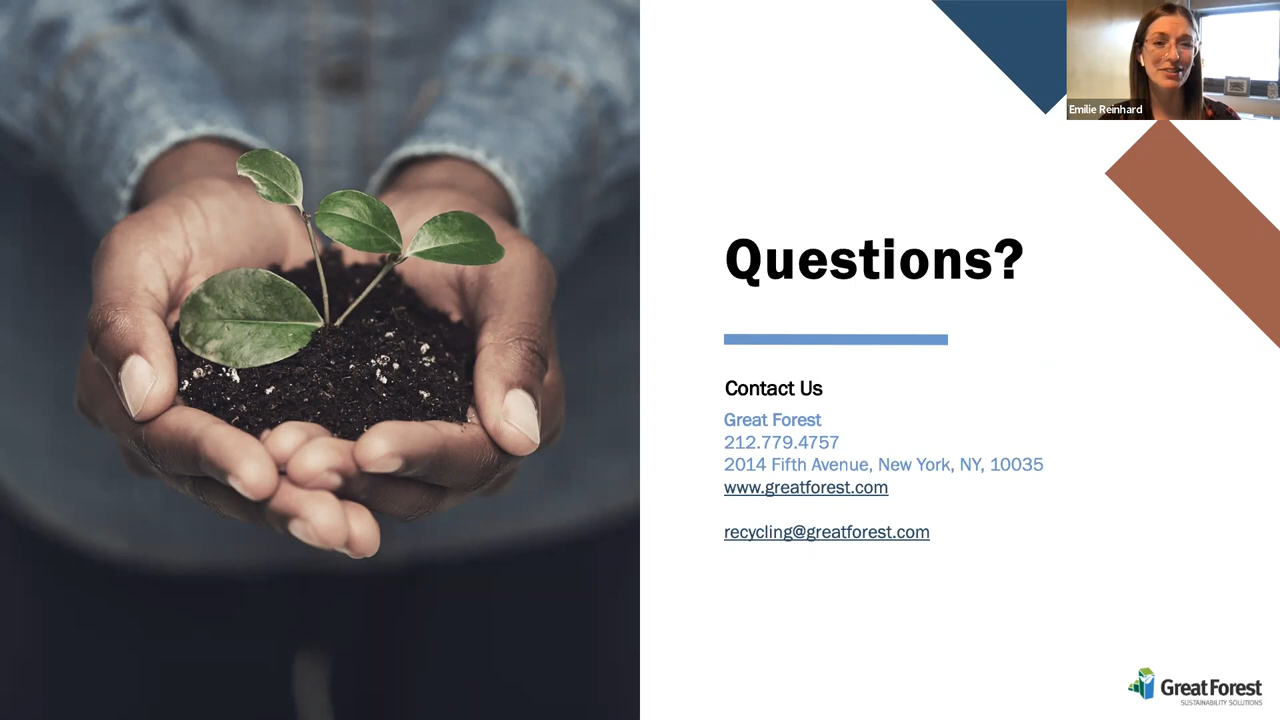 Emilie Reinhard
Questions?
Contact Us
Great Forest
212.779.4757
2014 Fifth Avenue, New York, NY, 10035
www.greatforest.com
recycling@greatforest.com
Great Forest
SUSTAINABILITY SOLUTIONS